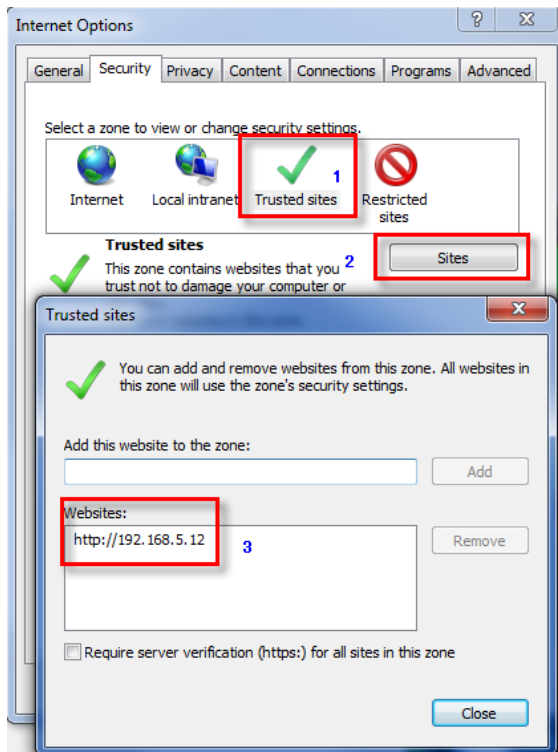 Internet Options
General Security Privacy Content Connections Programs Advanced
Select a zone to view or change security settings.
1
Internet Local intranet Trusted sites Restricted sites
Trusted sites
2
Sites
This zone contains websites that you
trust not to damage your computer or
Trusted sites
You can add and remove websites from this zone. All websites in
this zone will use the zone's security settings.
Add this website to the zone:
Add
Websites:
http://192.168.5.12
3
Remove
Require server verification (https:) for all sites in this zone
Close